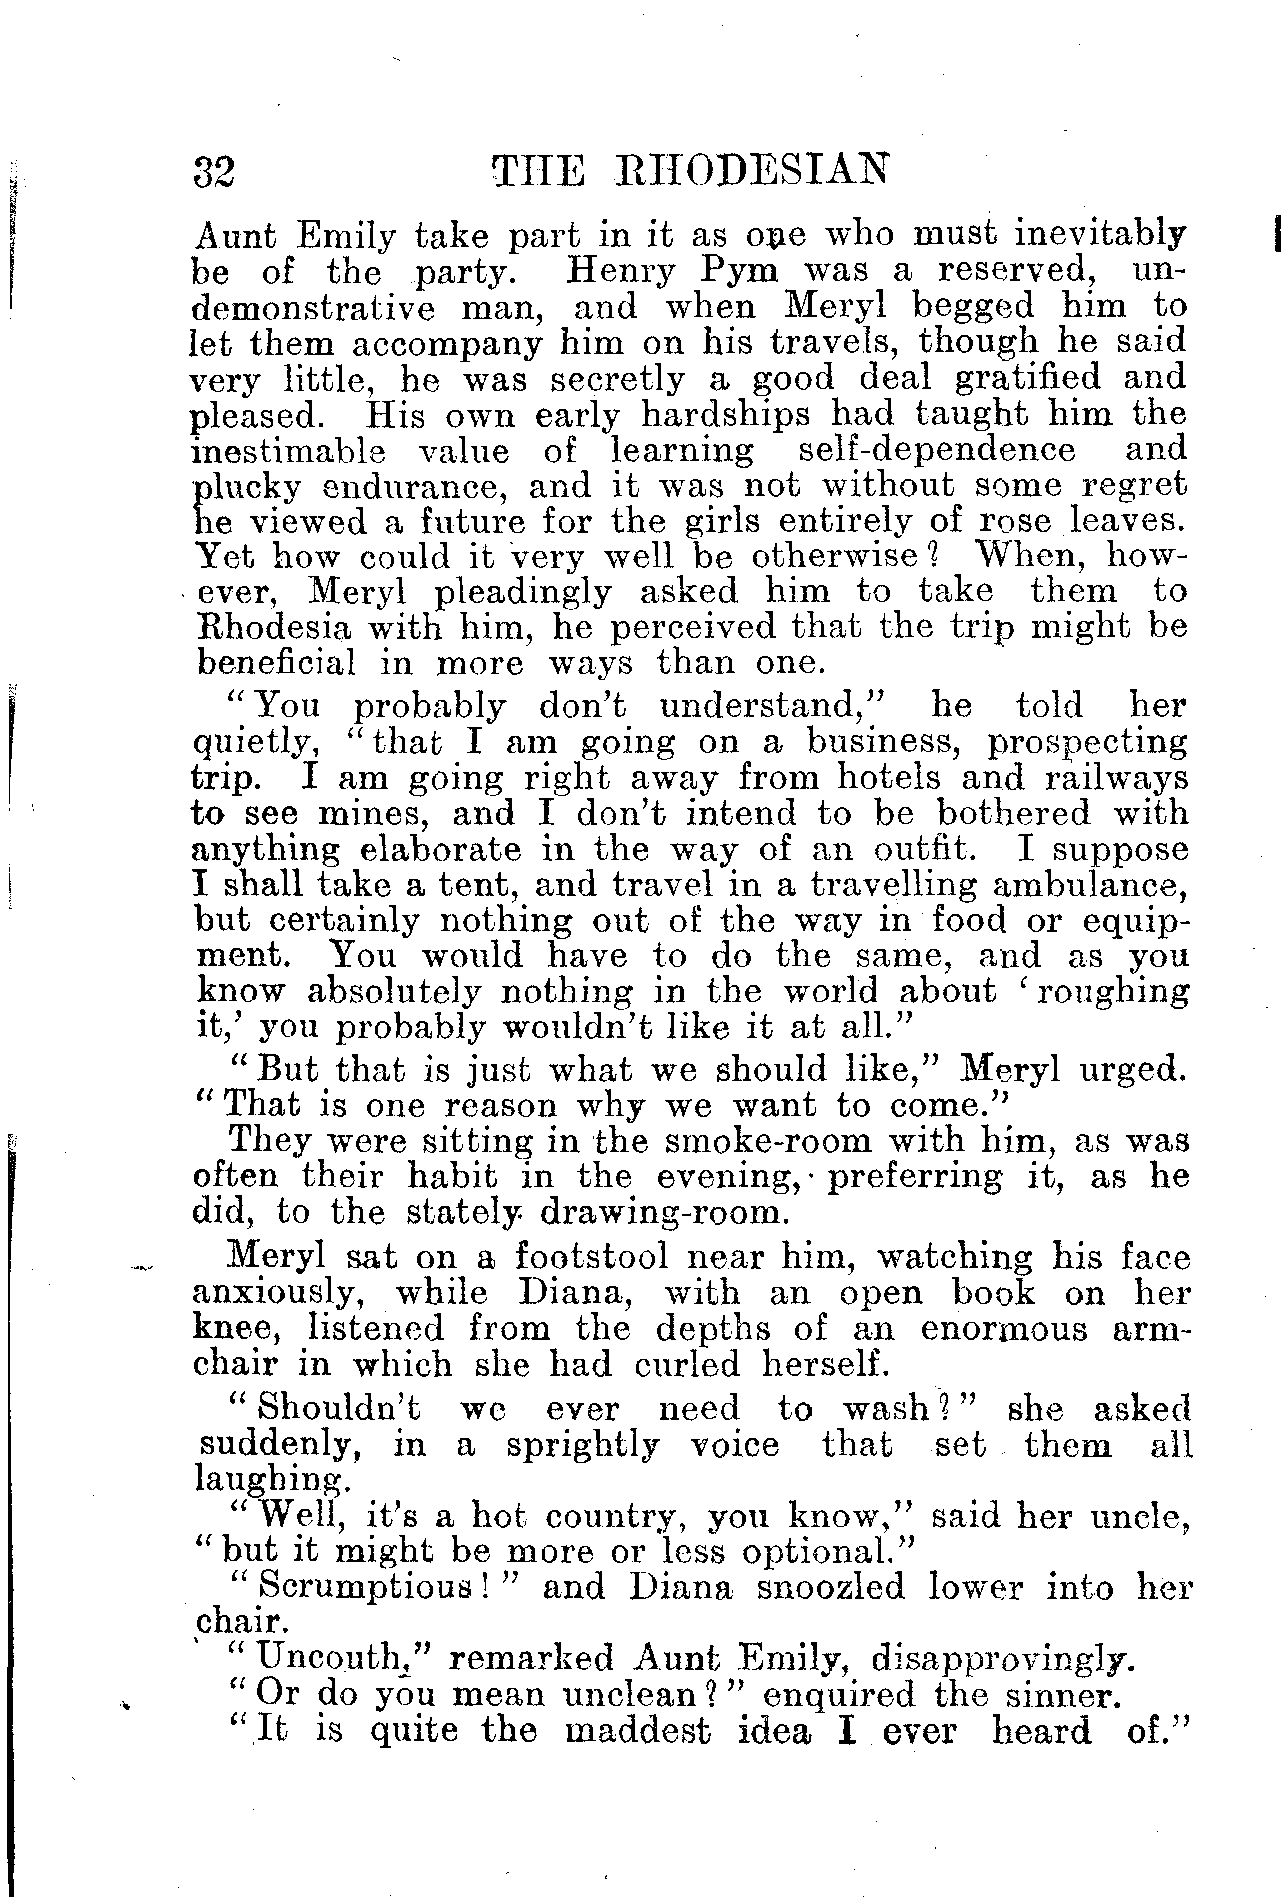 32 THE RHODESIAN
Aunt Emily take part in it as one who must inevitably
be of the party. Henry Pym was a reserved, un-
demonstrative man, and when Meryl begged him to
let them accompany him on his travels, though he said
very little, he was secretly a good deal gratified and
pleased. His own early hardships had taught him the
inestimable value of learning self-dependence and
plucky endurance, and it was not without some regret
he viewed a future for the girls entirely of rose leaves.
Yet how could it very well be otherwise? When, how-
ever, Meryl pleadingly asked him to take them to
Rhodesia with him, he perceived that the trip might be
beneficial in more ways than one.
"You probably don't understand," he told her
quietly, "that I am going on a business, prospecting
trip. I am going right away from hotels and railways
to see mines, and I don't intend to be bothered with
anything elaborate in the way of an outfit. I suppose
I shall take a tent, and travel in a travelling ambulance,
but certainly nothing out of the way in food or equip-
ment. You would have to do the same, and as you
know absolutely nothing in the world about 'roughing
it,' you probably wouldn't like it at all."
"But that is just what we should like," Meryl urged.
"That is one reason why we want to come."
They were sitting in the smoke-room with him, as was
often their habit in the evening, preferring it, as he
did, to the stately drawing-room.
Meryl sat on a footstool near him, watching his face
anxiously, while Diana, with an open book on her
knee, listened from the depths of an enormous arm-
chair in which she had curled herself.
"Shouldn't we ever need to wash?" she asked
suddenly, in a sprightly voice that set them all
laughing.
"Well, it's a hot country, you know," said her uncle,
"but it might be more or less optional."
"Scrumptious!" and Diana snoozled lower into her
chair.
"Uncouth," remarked Aunt Emily, disapprovingly.
"Or do you mean unclean?" enquired the sinner.
"It is quite the maddest idea I ever heard of."